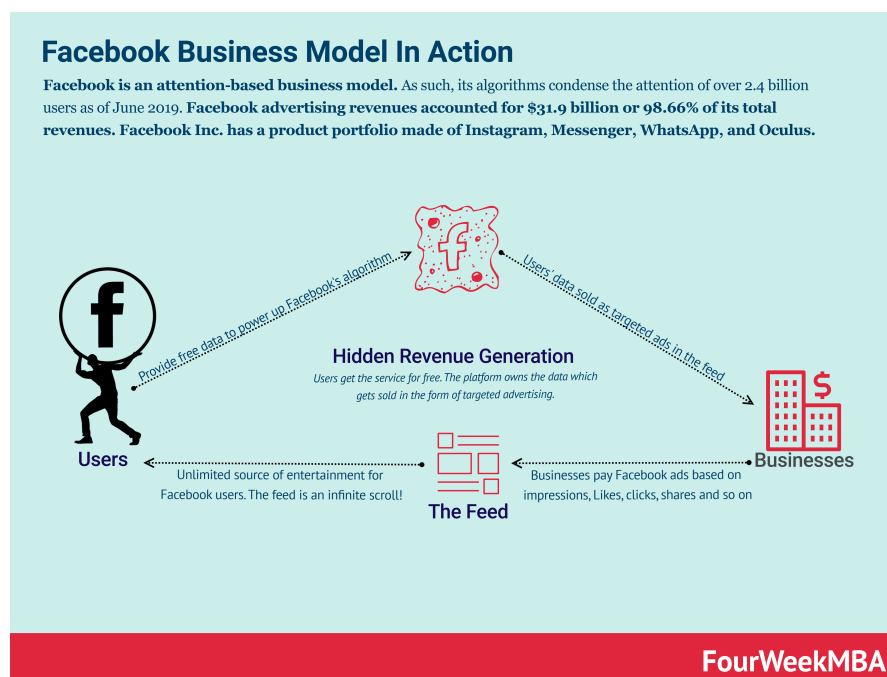 Facebook Business Model In Action
Facebook is an attention-based business model. As such, its algorithms condense the attention of over 2.4 billion
users as of June 2019. Facebook advertising revenues accounted for $31.9 billion or 98.66% of its total
revenues. Facebook Inc. has a product portfolio made of Instagram, Messenger, WhatsApp, and Oculus.
f
f
Provide free data to power up Facebook's algorithm
Users' data sold as targeted ads in the feed
Hidden Revenue Generation
Users get the service for free. The platform owns the data which
gets sold in the form of targeted advertising.
$
Users
Businesses
Unlimited source of entertainment for
Facebook users. The feed is an infinite scroll!
Businesses pay Facebook ads based on
impressions, Likes, clicks, shares and so on
The Feed
FourWeekMBA